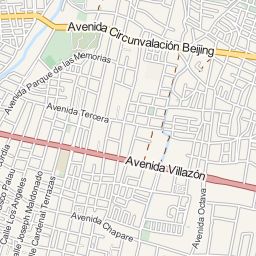 Avenida Circunvalación Beijing
Avenida Parque de las Memorias
Avenida Tercera
Avenida Villazón
Avenida Octava
Avenida Chapare
Calle Cardenal Terrazas
Calle Joseph Maldonado
Calle Los Angeles